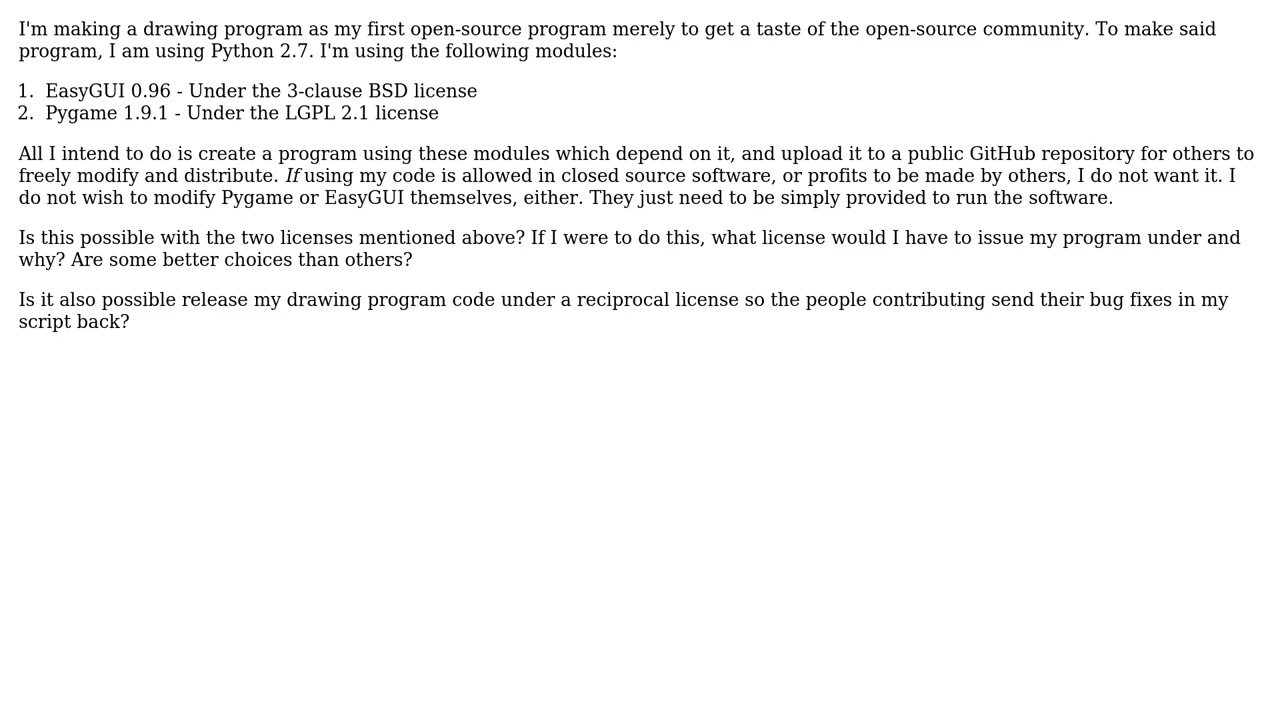 I'm making a drawing program as my first open-source program merely to get a taste of the open-source community. To make said
program, I am using Python 2.7. I'm using the following modules:
1. EasyGUI 0.96 - Under the 3-clause BSD license
2. Pygame 1.9.1 - Under the LGPL 2.1 license
All I intend to do is create a program using these modules which depend on it, and upload it to a public GitHub repository for others to
freely modify and distribute. If using my code is allowed in closed source software, or profits to be made by others, I do not want it. I
do not wish to modify Pygame or EasyGUI themselves, either. They just need to be simply provided to run the software.
Is this possible with the two licenses mentioned above? If I were to do this, what license would I have to issue my program under and
why? Are some better choices than others?
Is it also possible release my drawing program code under a reciprocal license so the people contributing send their bug fixes in my
script back?